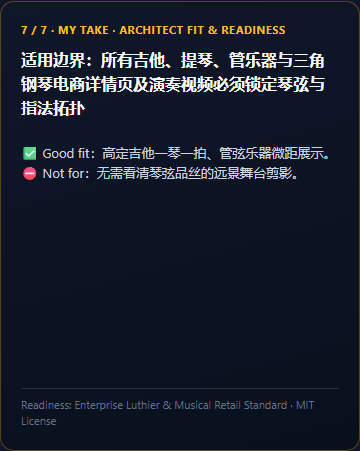 7 / 7 · MY TAKE · ARCHITECT FIT & READINESS
适用边界：所有吉他、提琴、管乐器与三角
钢琴电商详情页及演奏视频必须锁定琴弦与
指法拓扑
✅ Good fit：高定吉他一琴一拍、管弦乐器微距展示。
⛔ Not for：无需看清琴弦品丝的远景舞台剪影。
Readiness: Enterprise Luthier & Musical Retail Standard · MIT
License